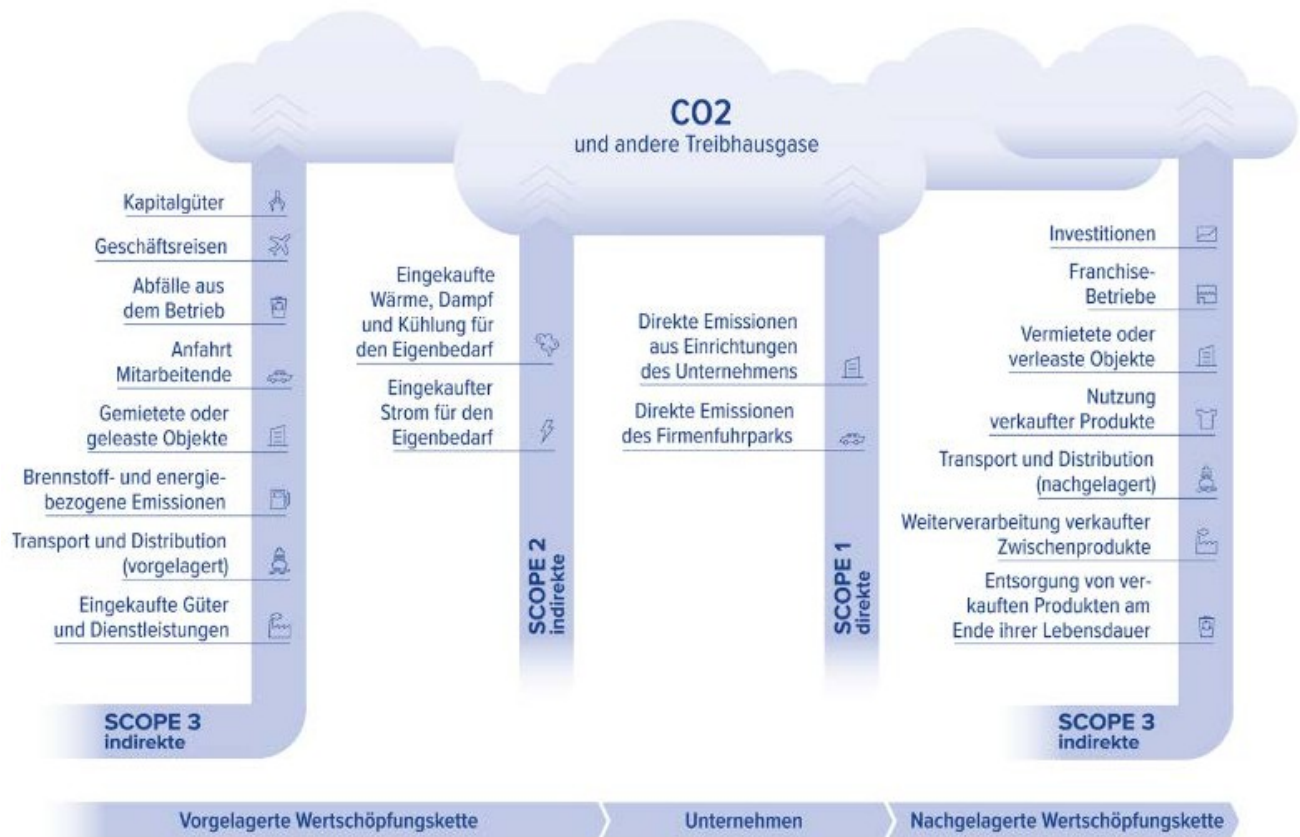 CO2
und andere Treibhausgase
Kapitalgüter
Geschäftsreisen
Abfälle aus
dem Betrieb
Anfahrt
Mitarbeitende
Gemietete oder
geleaste Objekte
Brennstoff- und energie-
bezogene Emissionen
Transport und Distribution
(vorgelagert)
Eingekaufte Güter
und Dienstleistungen
SCOPE 3
indirekte
Eingekaufte
Wärme, Dampf
und Kühlung für
den Eigenbedarf
Eingekaufter
Strom für den
Eigenbedarf
SCOPE 2
indirekte
Direkte Emissionen
aus Einrichtungen
des Unternehmens
Direkte Emissionen
des Firmenfuhrparks
SCOPE 1
direkte
Investitionen
Franchise-
Betriebe
Vermietete oder
verleaste Objekte
Nutzung
verkaufter Produkte
Transport und Distribution
(nachgelagert)
Weiterverarbeitung verkaufter
Zwischenprodukte
Entsorgung von ver-
kauften Produkten am
Ende ihrer Lebensdauer
SCOPE 3
indirekte
Vorgelagerte Wertschöpfungskette
Unternehmen
Nachgelagerte Wertschöpfungskette